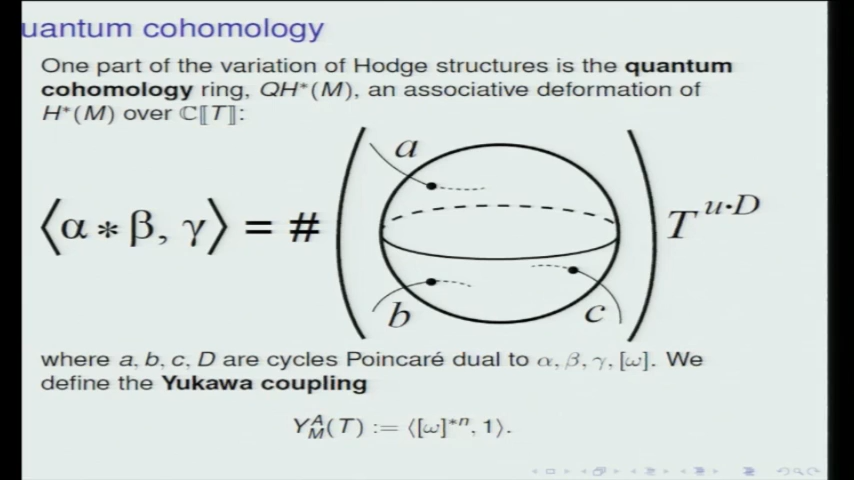 uantum cohomology
One part of the variation of Hodge structures is the quantum
cohomology ring, QH*(M), an associative deformation of
H*(M) over ℂ⟦T⟧:
a
⟨α * β, γ⟩ = # ( ) T^{u·D}
b c
where a, b, c, D are cycles Poincaré dual to α, β, γ, [ω]. We
define the Yukawa coupling
Y_M^A(T) := ⟨[ω]^{*n}, 1⟩.